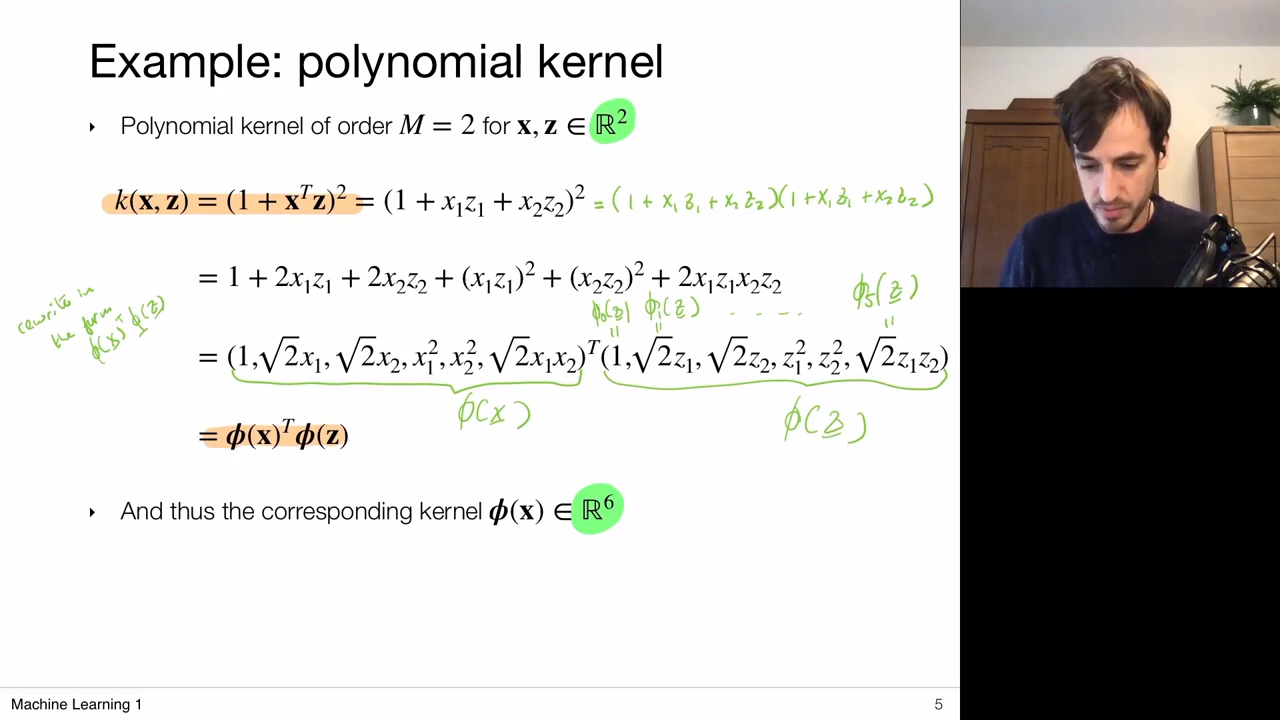 Example: polynomial kernel
‣ Polynomial kernel of order M = 2 for x, z ∈ ℝ²
k(x, z) = (1 + xᵀz)² = (1 + x₁z₁ + x₂z₂)² = (1 + x₁z₁ + x₂z₂)(1 + x₁z₁ + x₂z₂)
= 1 + 2x₁z₁ + 2x₂z₂ + (x₁z₁)² + (x₂z₂)² + 2x₁z₁x₂z₂
rewrite in
the form
ϕ(x)ᵀϕ(z)
ϕ₀(z) ϕ₁(z) . . . . ϕ₅(z)
= (1,√2x₁, √2x₂, x₁², x₂², √2x₁x₂)ᵀ(1,√2z₁, √2z₂, z₁², z₂², √2z₁z₂)
ϕ(x) ϕ(z)
= ϕ(x)ᵀϕ(z)
‣ And thus the corresponding kernel ϕ(x) ∈ ℝ⁶
Machine Learning 1 5